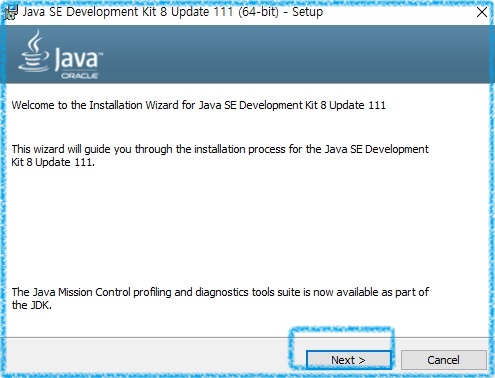 Java SE Development Kit 8 Update 111 (64-bit) - Setup
Java™
ORACLE
Welcome to the Installation Wizard for Java SE Development Kit 8 Update 111
This wizard will guide you through the installation process for the Java SE Development
Kit 8 Update 111.
The Java Mission Control profiling and diagnostics tools suite is now available as part of
the JDK.
Next >
Cancel